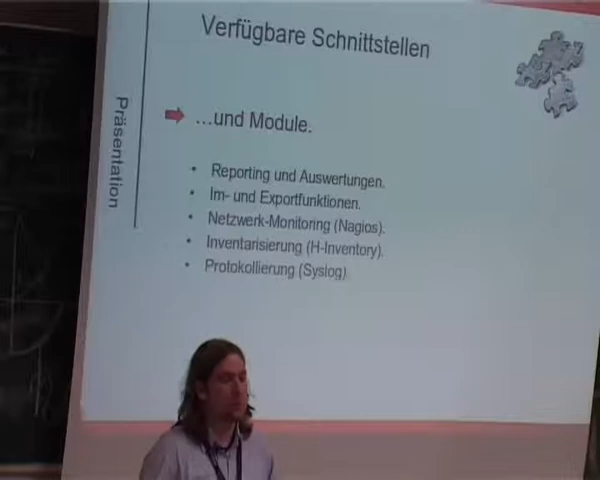 Verfügbare Schnittstellen
Präsentation
...und Module.
• Reporting und Auswertungen.
• Im- und Exportfunktionen.
• Netzwerk-Monitoring (Nagios).
• Inventarisierung (H-Inventory).
• Protokollierung (Syslog)